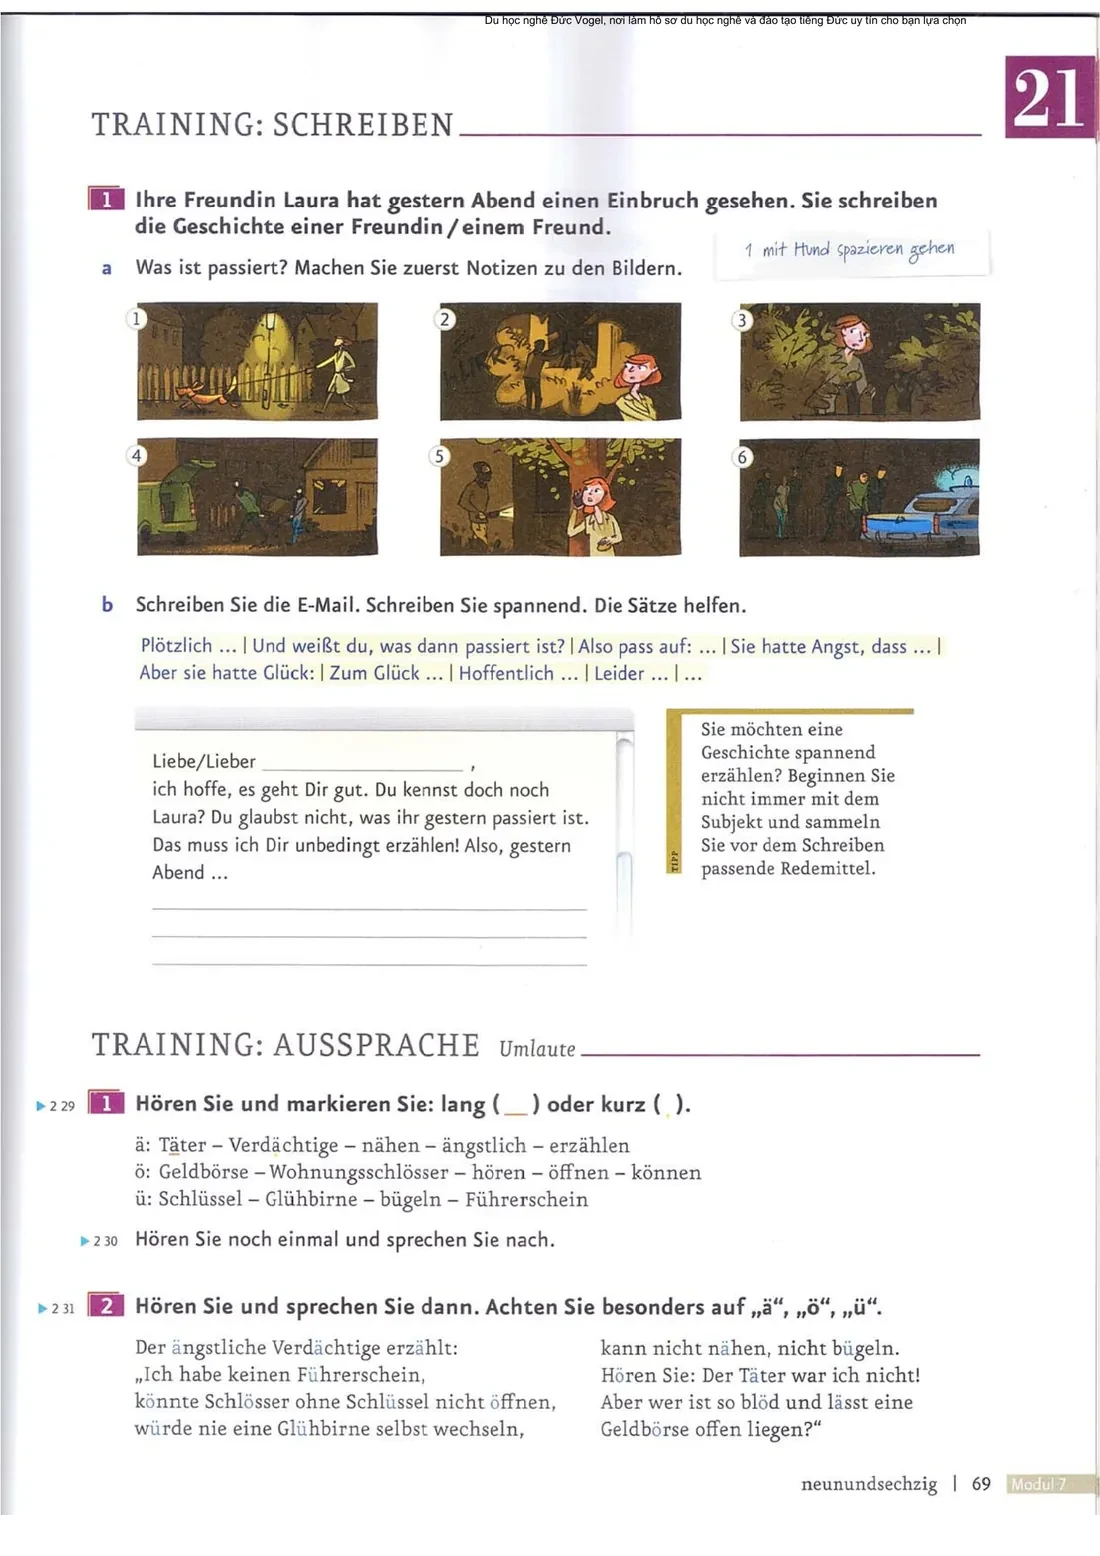 Du học nghề Đức Vogel, nơi làm hồ sơ du học nghề và đào tạo tiếng Đức uy tín cho bạn lựa chọn
21
TRAINING: SCHREIBEN
1 Ihre Freundin Laura hat gestern Abend einen Einbruch gesehen. Sie schreiben
die Geschichte einer Freundin / einem Freund.
1 mit Hund spazieren gehen
a Was ist passiert? Machen Sie zuerst Notizen zu den Bildern.
1
2
3
4
5
6
b Schreiben Sie die E-Mail. Schreiben Sie spannend. Die Sätze helfen.
Plötzlich ... | Und weißt du, was dann passiert ist? | Also pass auf: ... | Sie hatte Angst, dass ... |
Aber sie hatte Glück: | Zum Glück ... | Hoffentlich ... | Leider ... | ...
Liebe/Lieber ____________________ ,
ich hoffe, es geht Dir gut. Du kennst doch noch
Laura? Du glaubst nicht, was ihr gestern passiert ist.
Das muss ich Dir unbedingt erzählen! Also, gestern
Abend ...
TIPP
Sie möchten eine
Geschichte spannend
erzählen? Beginnen Sie
nicht immer mit dem
Subjekt und sammeln
Sie vor dem Schreiben
passende Redemittel.
TRAINING: AUSSPRACHE Umlaute
▶ 2 29 1 Hören Sie und markieren Sie: lang ( _ ) oder kurz ( . ).
ä: Täter – Verdächtige – nähen – ängstlich – erzählen
ö: Geldbörse – Wohnungsschlösser – hören – öffnen – können
ü: Schlüssel – Glühbirne – bügeln – Führerschein
▶ 2 30 Hören Sie noch einmal und sprechen Sie nach.
▶ 2 31 2 Hören Sie und sprechen Sie dann. Achten Sie besonders auf „ä“, „ö“, „ü“.
Der ängstliche Verdächtige erzählt:
„Ich habe keinen Führerschein,
könnte Schlösser ohne Schlüssel nicht öffnen,
würde nie eine Glühbirne selbst wechseln,
kann nicht nähen, nicht bügeln.
Hören Sie: Der Täter war ich nicht!
Aber wer ist so blöd und lässt eine
Geldbörse offen liegen?“
neunundsechzig | 69 Modul 7